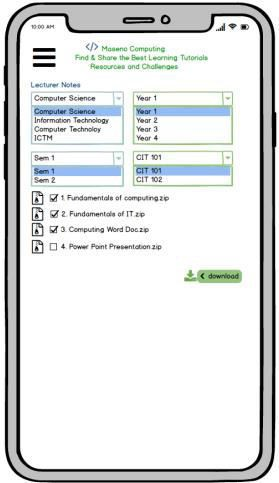 10:00 AM
</> Maseno Computing
Find & Share the Best Learning Tutorials
Resources and Challenges
Lecturer Notes
Computer Science
Year 1
Computer Science
Information Technology
Computer Technoloy
ICTM
Year 1
Year 2
Year 3
Year 4
Sem 1
CIT 101
Sem 1
Sem 2
CIT 101
CIT 102
1. Fundamentals of computing.zip
2. Fundamentals of IT.zip
3. Computing Word Doc.zip
4. Power Point Presentation.zip
< download